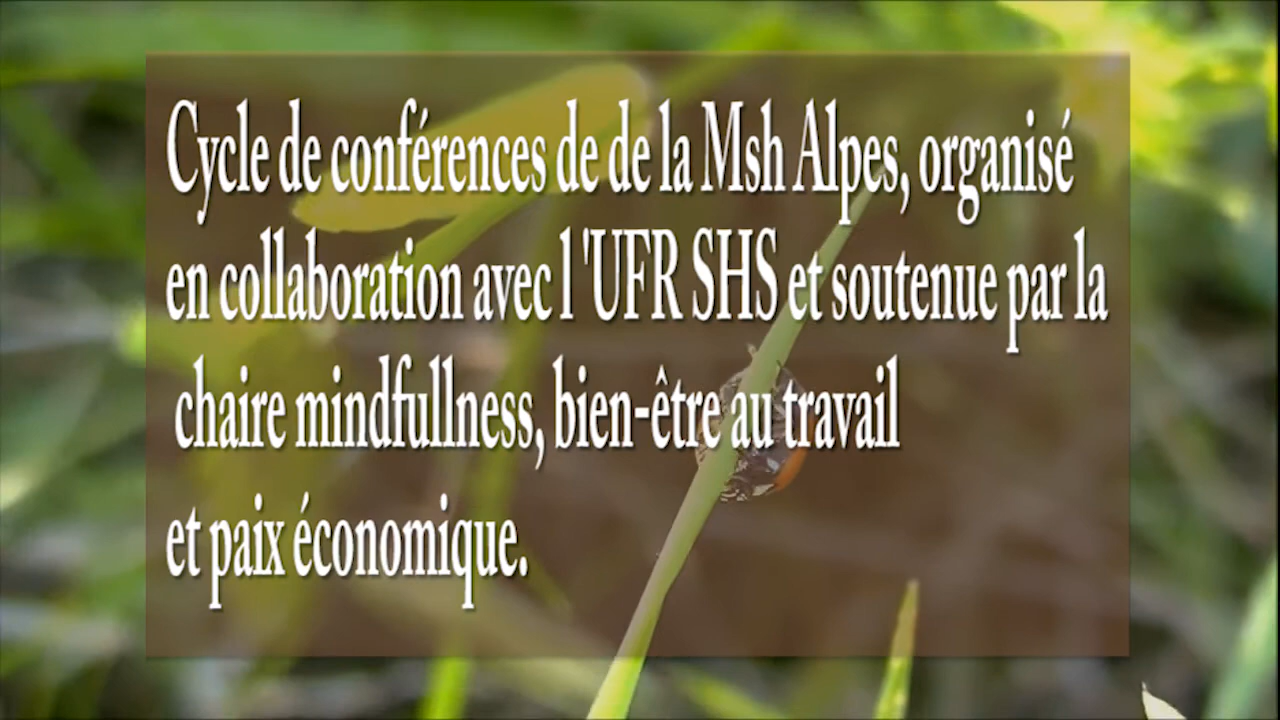 Cycle de conférences de de la Msh Alpes, organisé
en collaboration avec l 'UFR SHS et soutenue par la
chaire mindfullness, bien-être au travail
et paix économique.